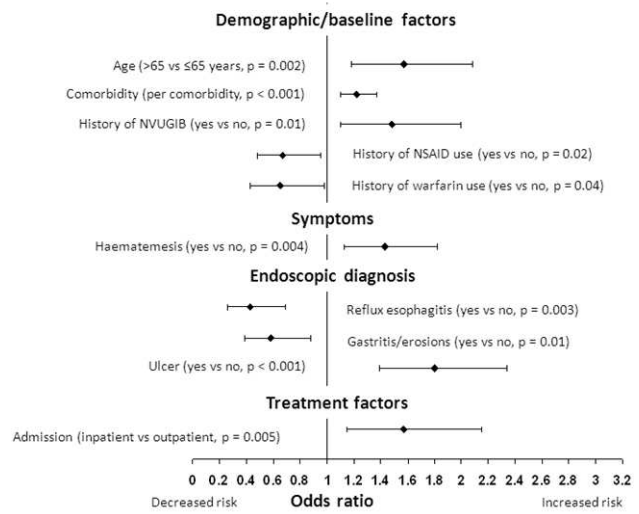 Demographic/baseline factors
Age (>65 vs ≤65 years, p = 0.002)
Comorbidity (per comorbidity, p < 0.001)
History of NVUGIB (yes vs no, p = 0.01)
History of NSAID use (yes vs no, p = 0.02)
History of warfarin use (yes vs no, p = 0.04)
Symptoms
Haematemesis (yes vs no, p = 0.004)
Endoscopic diagnosis
Reflux esophagitis (yes vs no, p = 0.003)
Gastritis/erosions (yes vs no, p = 0.01)
Ulcer (yes vs no, p < 0.001)
Treatment factors
Admission (inpatient vs outpatient, p = 0.005)
0 0.2 0.4 0.6 0.8 1 1.2 1.4 1.6 1.8 2 2.2 2.4 2.6 2.8 3 3.2
Decreased risk Odds ratio Increased risk